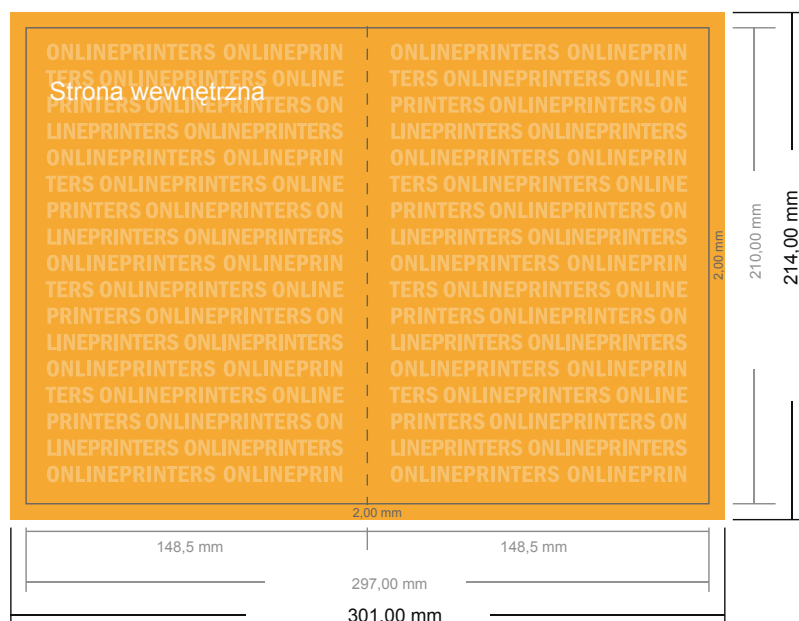 ONLINEPRINTERS ONLINEPRIN
TERS ONLINEPRINTERS ONLINE
Strona wewnętrzna
PRINTERS ONLINEPRINTERS ON
LINEPRINTERS ONLINEPRINTERS
ONLINEPRINTERS ONLINEPRIN
TERS ONLINEPRINTERS ONLINE
PRINTERS ONLINEPRINTERS ON
LINEPRINTERS ONLINEPRINTERS
ONLINEPRINTERS ONLINEPRIN
TERS ONLINEPRINTERS ONLINE
PRINTERS ONLINEPRINTERS ON
LINEPRINTERS ONLINEPRINTERS
ONLINEPRINTERS ONLINEPRIN
TERS ONLINEPRINTERS ONLINE
PRINTERS ONLINEPRINTERS ON
LINEPRINTERS ONLINEPRINTERS
ONLINEPRINTERS ONLINEPRIN
ONLINEPRINTERS ONLINEPRIN
TERS ONLINEPRINTERS ONLINE
PRINTERS ONLINEPRINTERS ON
LINEPRINTERS ONLINEPRINTERS
ONLINEPRINTERS ONLINEPRIN
TERS ONLINEPRINTERS ONLINE
PRINTERS ONLINEPRINTERS ON
LINEPRINTERS ONLINEPRINTERS
ONLINEPRINTERS ONLINEPRIN
TERS ONLINEPRINTERS ONLINE
PRINTERS ONLINEPRINTERS ON
LINEPRINTERS ONLINEPRINTERS
ONLINEPRINTERS ONLINEPRIN
TERS ONLINEPRINTERS ONLINE
PRINTERS ONLINEPRINTERS ON
LINEPRINTERS ONLINEPRINTERS
ONLINEPRINTERS ONLINEPRIN
2,00 mm
210,00 mm
214,00 mm
2,00 mm
148,5 mm
148,5 mm
297,00 mm
301,00 mm